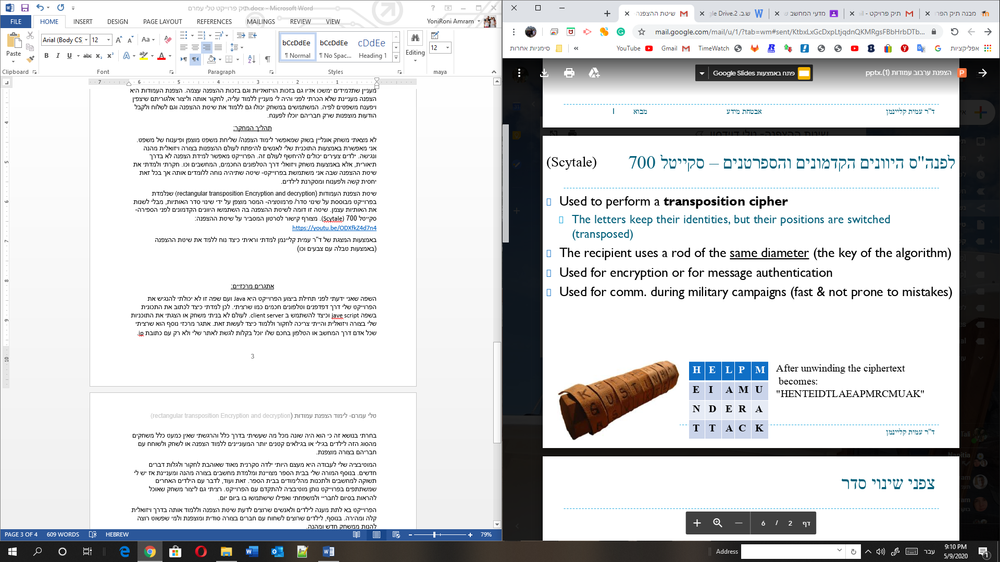 תיק פרוייקט טלי עמרם.docx - Microsoft Word
FILE HOME INSERT DESIGN PAGE LAYOUT REFERENCES MAILINGS REVIEW VIEW YoniRoni Amram
Paste
Arial (Body CS) 12
Aa
B I U abc x₂ x² A A
bCcDdEe bCcDdEe cDdEe
¶ Normal ¶ No Spac... Heading 1
Editing
12
Clipboard Font Paragraph Styles maya
7 6 5 4 3 2 1
מעניין שתלמידים ימשכו אליו גם בזכות הויזואליות וגם בזכות ההצפנה עצמה. הצפנת העמודות היא
הצפנה מעניינת שלא הכרתי לפני והיה לי מעניין ללמוד עליה, לחקור אותה וליצור אלגוריתם שיצפין
ויפענח משפטים לפיה. המשתמשים במשחק יכולו גם ללמוד את שיטת ההצפנה וגם לשלוח ולקבל
הודעות מוצפנות שרק חבריהם יוכלו לפענח.
תהליך המחקר:
לא מצאתי משחק אונליין בשוק שמאפשר לימוד הצפנה/ שליחת משפט מוצפן ופיענוח של משפט.
אני מאפשרת באמצעות התוכנית שלי לאנשים להיפתח לעולם ההצפנות בצורה ויזואלית מהנה
ונגישה. ילדים צעירים יכולים להיחשף לעולם זה. הפרוייקט מאפשר למידת הצפנה לא בדרך
תיאורית, אלא באמצעות משחק ויזואלי דרך הטלפונים החכמים, המחשבים וכו. חקרתי ולמדתי את
שיטת ההצפנה שבה אני משתמשת בפרוייקט- שיטה שתיהיה נוחה ללומדים אותה אך בכל זאת
יחסית קשה ולפענוח ומסקרנת לילדים.
שיטת הצפנת העמודות (rectangular transposition Encryption and decryption) שנלמדת
בפרוייקט מבוססת על שינוי סדר/ פרמוטציה- המסר מוצפן על ידי שינוי סדר האותיות, מבלי לשנות
את האותיות עצמן. שיטה זו דומה לשיטת ההצפנה בה השתמשו היוונים הקדמונים לפני הספירה-
סקייטל 700 (Scytale). מצורף קישור לסרטון המסביר על שיטת ההצפנה:
https://youtu.be/ODXfkZ4d7n4
באמצעות המצגת של ד"ר עמית קליינמן למדתי וראיתי כיצד נוח ללמד את שיטת ההצפנה
(באמצעות טבלה עם צבעים וכו)
אתגרים מרכזיים:
השפה שאני ידעתי לפני תחילת ביצוע הפרוייקט היא Java ועם שפה זו לא יכולתי להנגיש את
הפרוייקט שלי דרך דפדפנים וטלפונים חכמים כמו שרציתי. לכן למדתי כיצד לכתוב את התכונית
בשפה jave script וכיצד להשתמש ב client server. לעולם לא בניתי משחק או הצגתי את התוכניות
שלי בצורה ויזואלית והייתי צריכה לחקור וללמוד כיצד לעשות זאת. אתגר מרכזי נוסף הוא שרציתי
שכל אדם דרך המחשב או הטלפון בחכם שלו יוכל בקלות לגשת לאתר שלי ולא רק עם כתובת ip.
3
טלי עמרם- לימוד הצפנת עמודות (rectangular transposition Encryption and decryption)
בחרתי בנושא זה כי הוא היה שונה מכל מה שעשיתי בדרך כלל והרגשתי שאין כמעט כלל משחקים
מהסוג הזה לילדים בגילי או בגילאים קטנים יותר המעוניינים ללמוד הצפנה או לשחק ולשוחח עם
חבריהם בצורה מוצפנת.
המוטיבציה שלי לעבודה היא מעצם היותי ילדה סקרנית מאוד שאוהבת לחקור ולגלות דברים
חדשים. בנוסף המורה שלי בבית הספר מצויינת ומלמדת מחשבים בצורה מהנה ומעניינת אז יש לי
תשוקה למחשבים ולתכנות מהלימודים בבית הספר. זאת ועוד, לדבר עם הילדים האחרים
שמשתתפים בפרוייקט נותן מוטיבציה להתקדם עם הפרוייקט. רציתי גם ליצור משחק שאוכל
להראות בסיום לחבריי ולמשפחתי ואפילו שישתמשו בו ביום יום.
הפרוייקט בא לתת מענה לילדים ולאנשים שרוצים לדעת שיטת הצפנה וללמוד אותה בדרך ויזואלית
קלה ומהירה. בנוסף, לילדים שרוצים לשחוח עם חברים בצורה סודית ומוצפנת ולמי שפשוט רוצה
להנות ממשחק חדש ומהנה.
PAGE 3 OF 4 609 WORDS HEBREW 79%
שיטת ההצפנה
ש.ב. 2.gle Drive
מדעי המחשב
תיק פרויקט
מבנה תיק הפר
mail.google.com/mail/u/1/?tab=wm#sent/KtbxLxGcDxpLtjqdnQKMRgsFBbHrbDTb...
אפליקציות
TimeWatch Gmail YouTube
סימניות אחרות
הצפנת ערבוב עמודות (1).pptx
פתח באמצעות Google Slides
ד"ר עמית קליינמן אבטחת מידע מבוא I
לפנה"ס היוונים הקדמונים והספרטנים – סקייטל 700 (Scytale)
Used to perform a transposition cipher
The letters keep their identities, but their positions are switched
(transposed)
The recipient uses a rod of the same diameter (the key of the algorithm)
Used for encryption or for message authentication
Used for comm. during military campaigns (fast & not prone to mistakes)
H E L P M
E I A M U
N D E R A
T T A C K
After unwinding the ciphertext
becomes:
"HENTEIDTLAEAPMRCMUAK"
ד"ר עמית קליינמן
צפני שינוי סדר
דף 2 / 6
Address
עבר
9:10 PM
5/9/2020